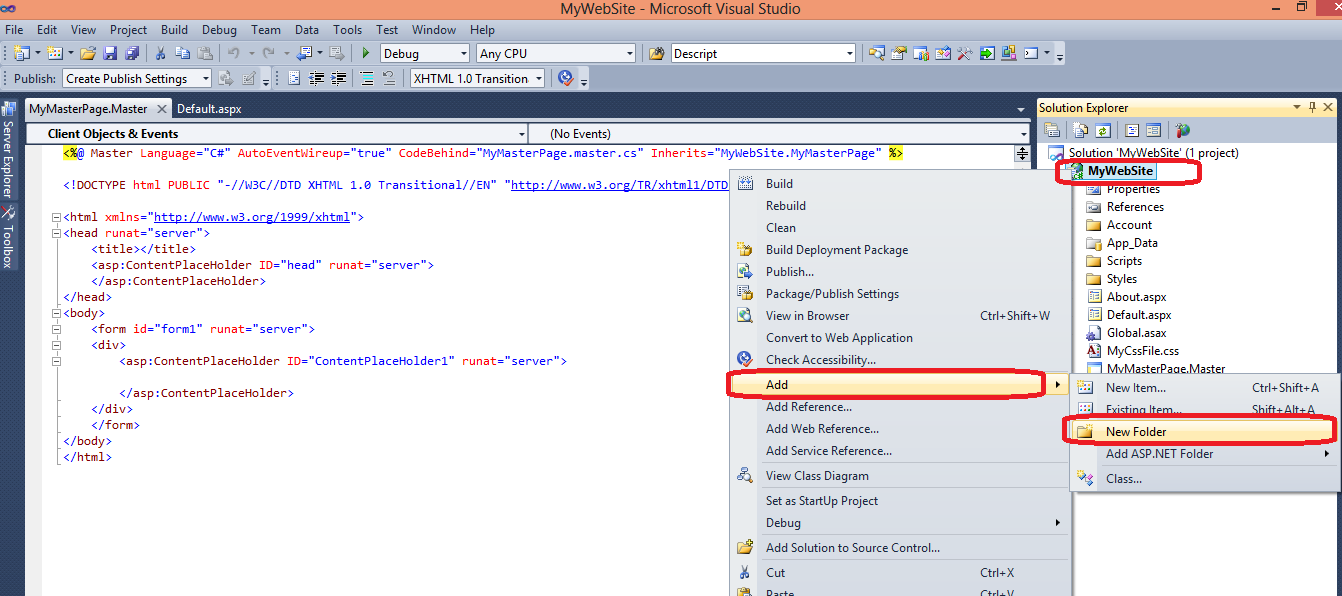 MyWebSite - Microsoft Visual Studio
File Edit View Project Build Debug Team Data Tools Test Window Help
Debug Any CPU Descript
Publish: Create Publish Settings XHTML 1.0 Transition
Server Explorer
Toolbox
MyMasterPage.Master Default.aspx
Client Objects & Events (No Events)
<%@ Master Language="C#" AutoEventWireup="true" CodeBehind="MyMasterPage.master.cs" Inherits="MyWebSite.MyMasterPage" %>
<!DOCTYPE html PUBLIC "-//W3C//DTD XHTML 1.0 Transitional//EN" "http://www.w3.org/TR/xhtml1/DTD
<html xmlns="http://www.w3.org/1999/xhtml">
<head runat="server">
<title></title>
<asp:ContentPlaceHolder ID="head" runat="server">
</asp:ContentPlaceHolder>
</head>
<body>
<form id="form1" runat="server">
<div>
<asp:ContentPlaceHolder ID="ContentPlaceHolder1" runat="server">
</asp:ContentPlaceHolder>
</div>
</form>
</body>
</html>
Build
Rebuild
Clean
Build Deployment Package
Publish...
Package/Publish Settings
View in Browser Ctrl+Shift+W
Convert to Web Application
Check Accessibility...
Add
Add Reference...
Add Web Reference...
Add Service Reference...
View Class Diagram
Set as StartUp Project
Debug
Add Solution to Source Control...
Cut Ctrl+X
Paste Ctrl+V
Solution Explorer
Solution 'MyWebSite' (1 project)
MyWebSite
Properties
References
Account
App_Data
Scripts
Styles
About.aspx
Default.aspx
Global.asax
MyCssFile.css
MyMasterPage.Master
New Item... Ctrl+Shift+A
Existing Item... Shift+Alt+A
New Folder
Add ASP.NET Folder
Class...